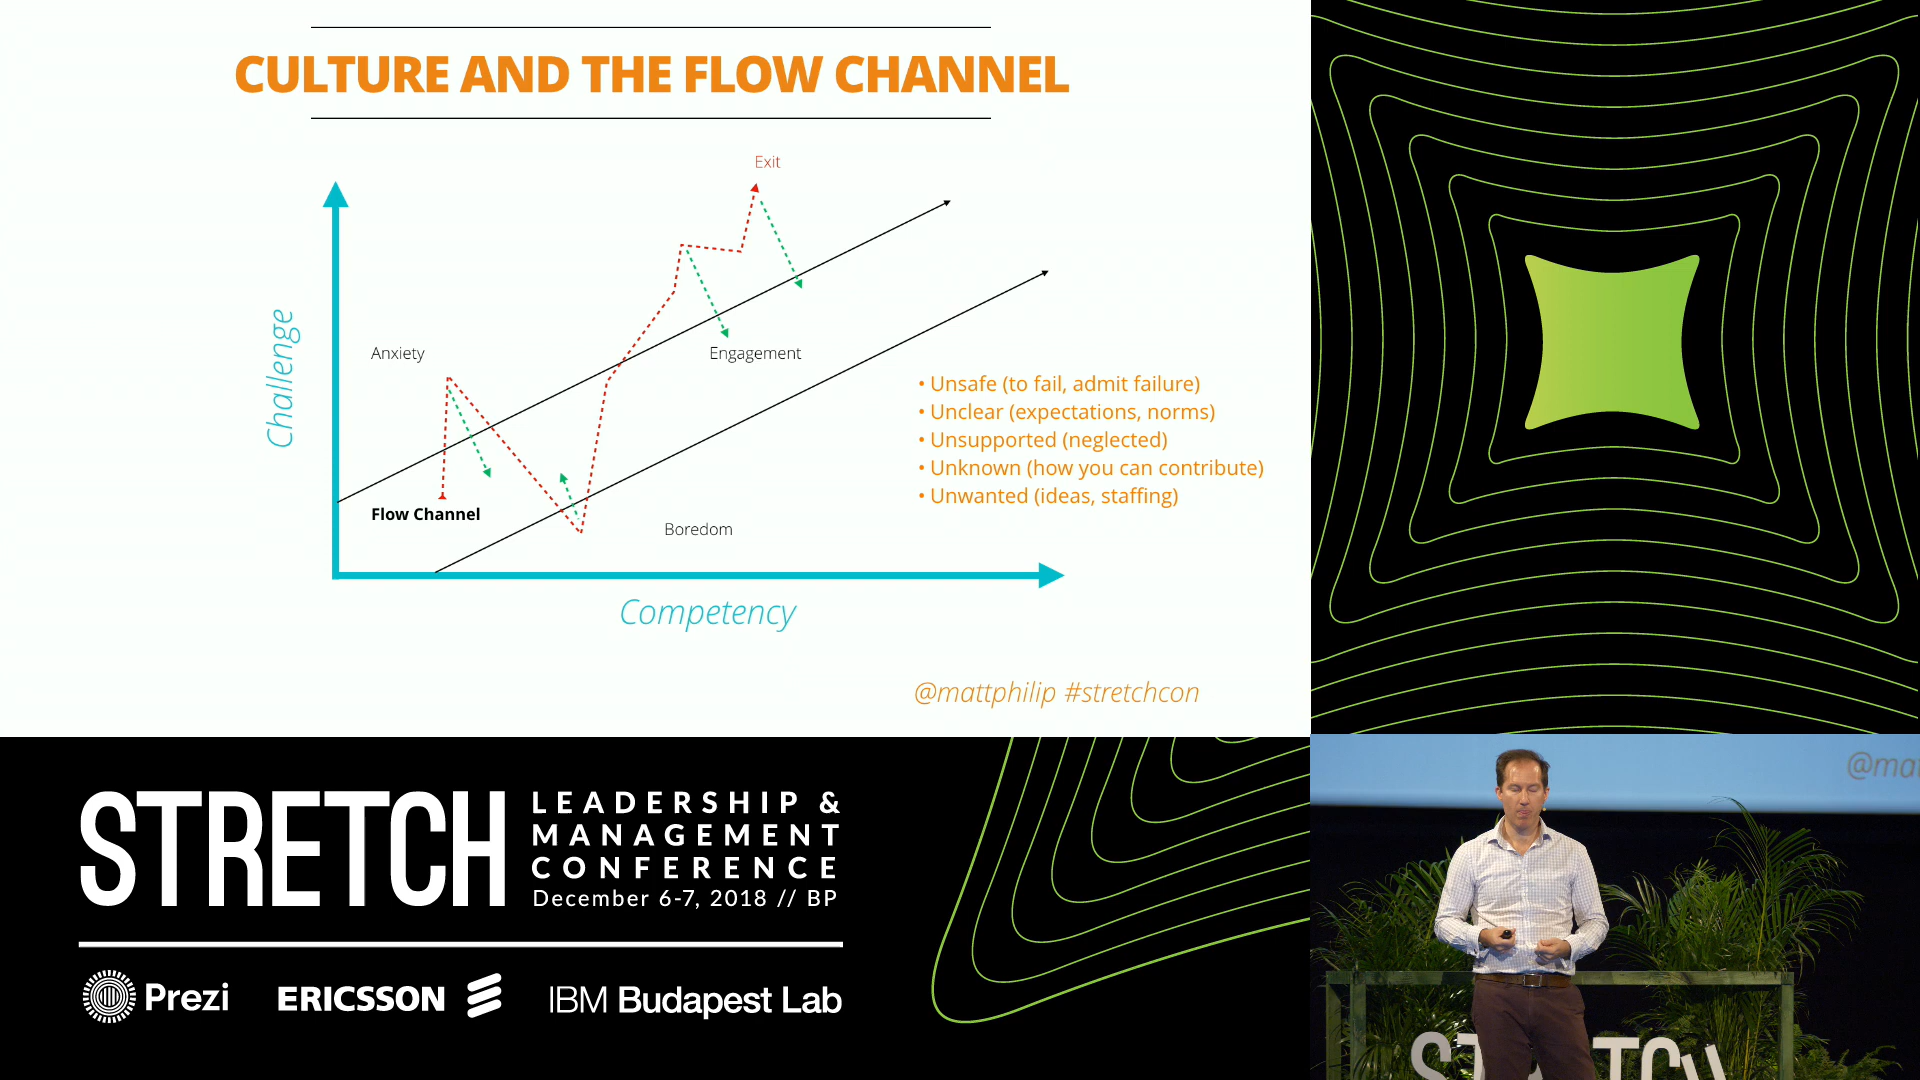 CULTURE AND THE FLOW CHANNEL
Exit
Challenge
Anxiety
Engagement
• Unsafe (to fail, admit failure)
• Unclear (expectations, norms)
• Unsupported (neglected)
• Unknown (how you can contribute)
• Unwanted (ideas, staffing)
Flow Channel
Boredom
Competency
@mattphilip #stretchcon
STRETCH
LEADERSHIP &
MANAGEMENT
CONFERENCE
December 6-7, 2018 // BP
Prezi
ERICSSON
IBM Budapest Lab
@mat